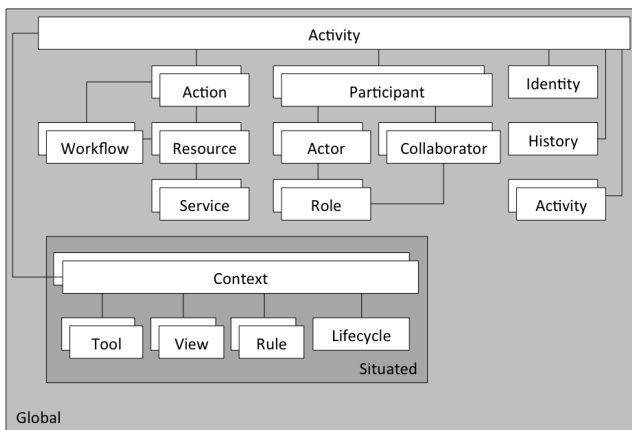 Activity
Action
Participant
Identity
Workflow
Resource
Actor
Collaborator
History
Service
Role
Activity
Context
Tool
View
Rule
Lifecycle
Situated
Global